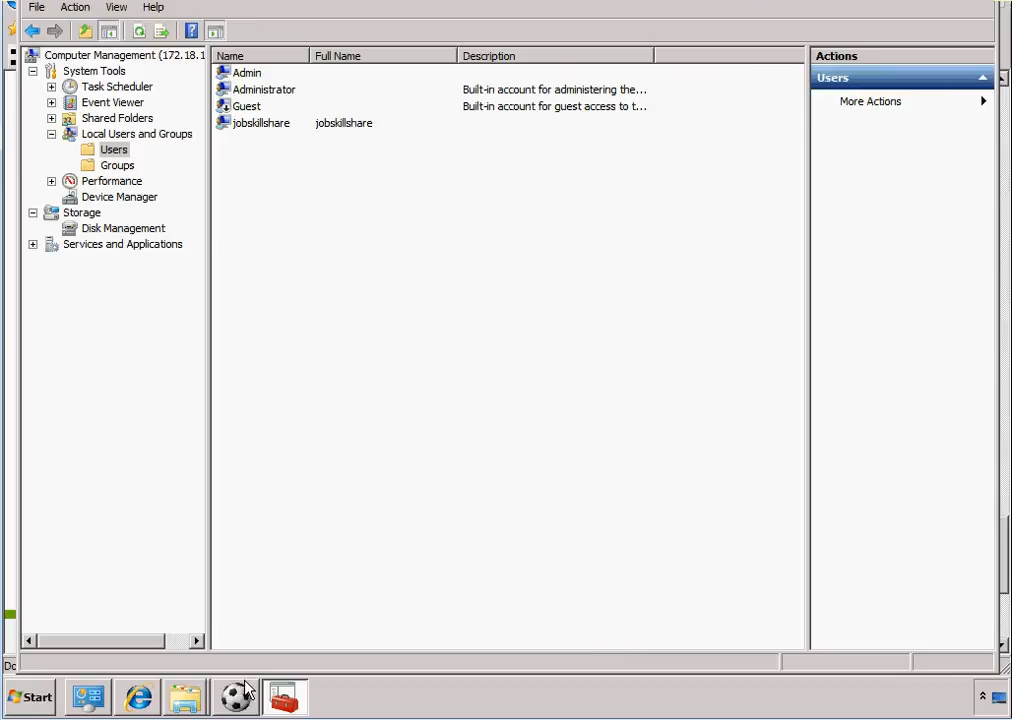 File Action View Help
Computer Management (172.18.1
System Tools
Task Scheduler
Event Viewer
Shared Folders
Local Users and Groups
Users
Groups
Performance
Device Manager
Storage
Disk Management
Services and Applications
Name Full Name Description
Admin
Administrator Built-in account for administering the...
Guest Built-in account for guest access to t...
jobskillshare jobskillshare
Actions
Users
More Actions
Do
Start